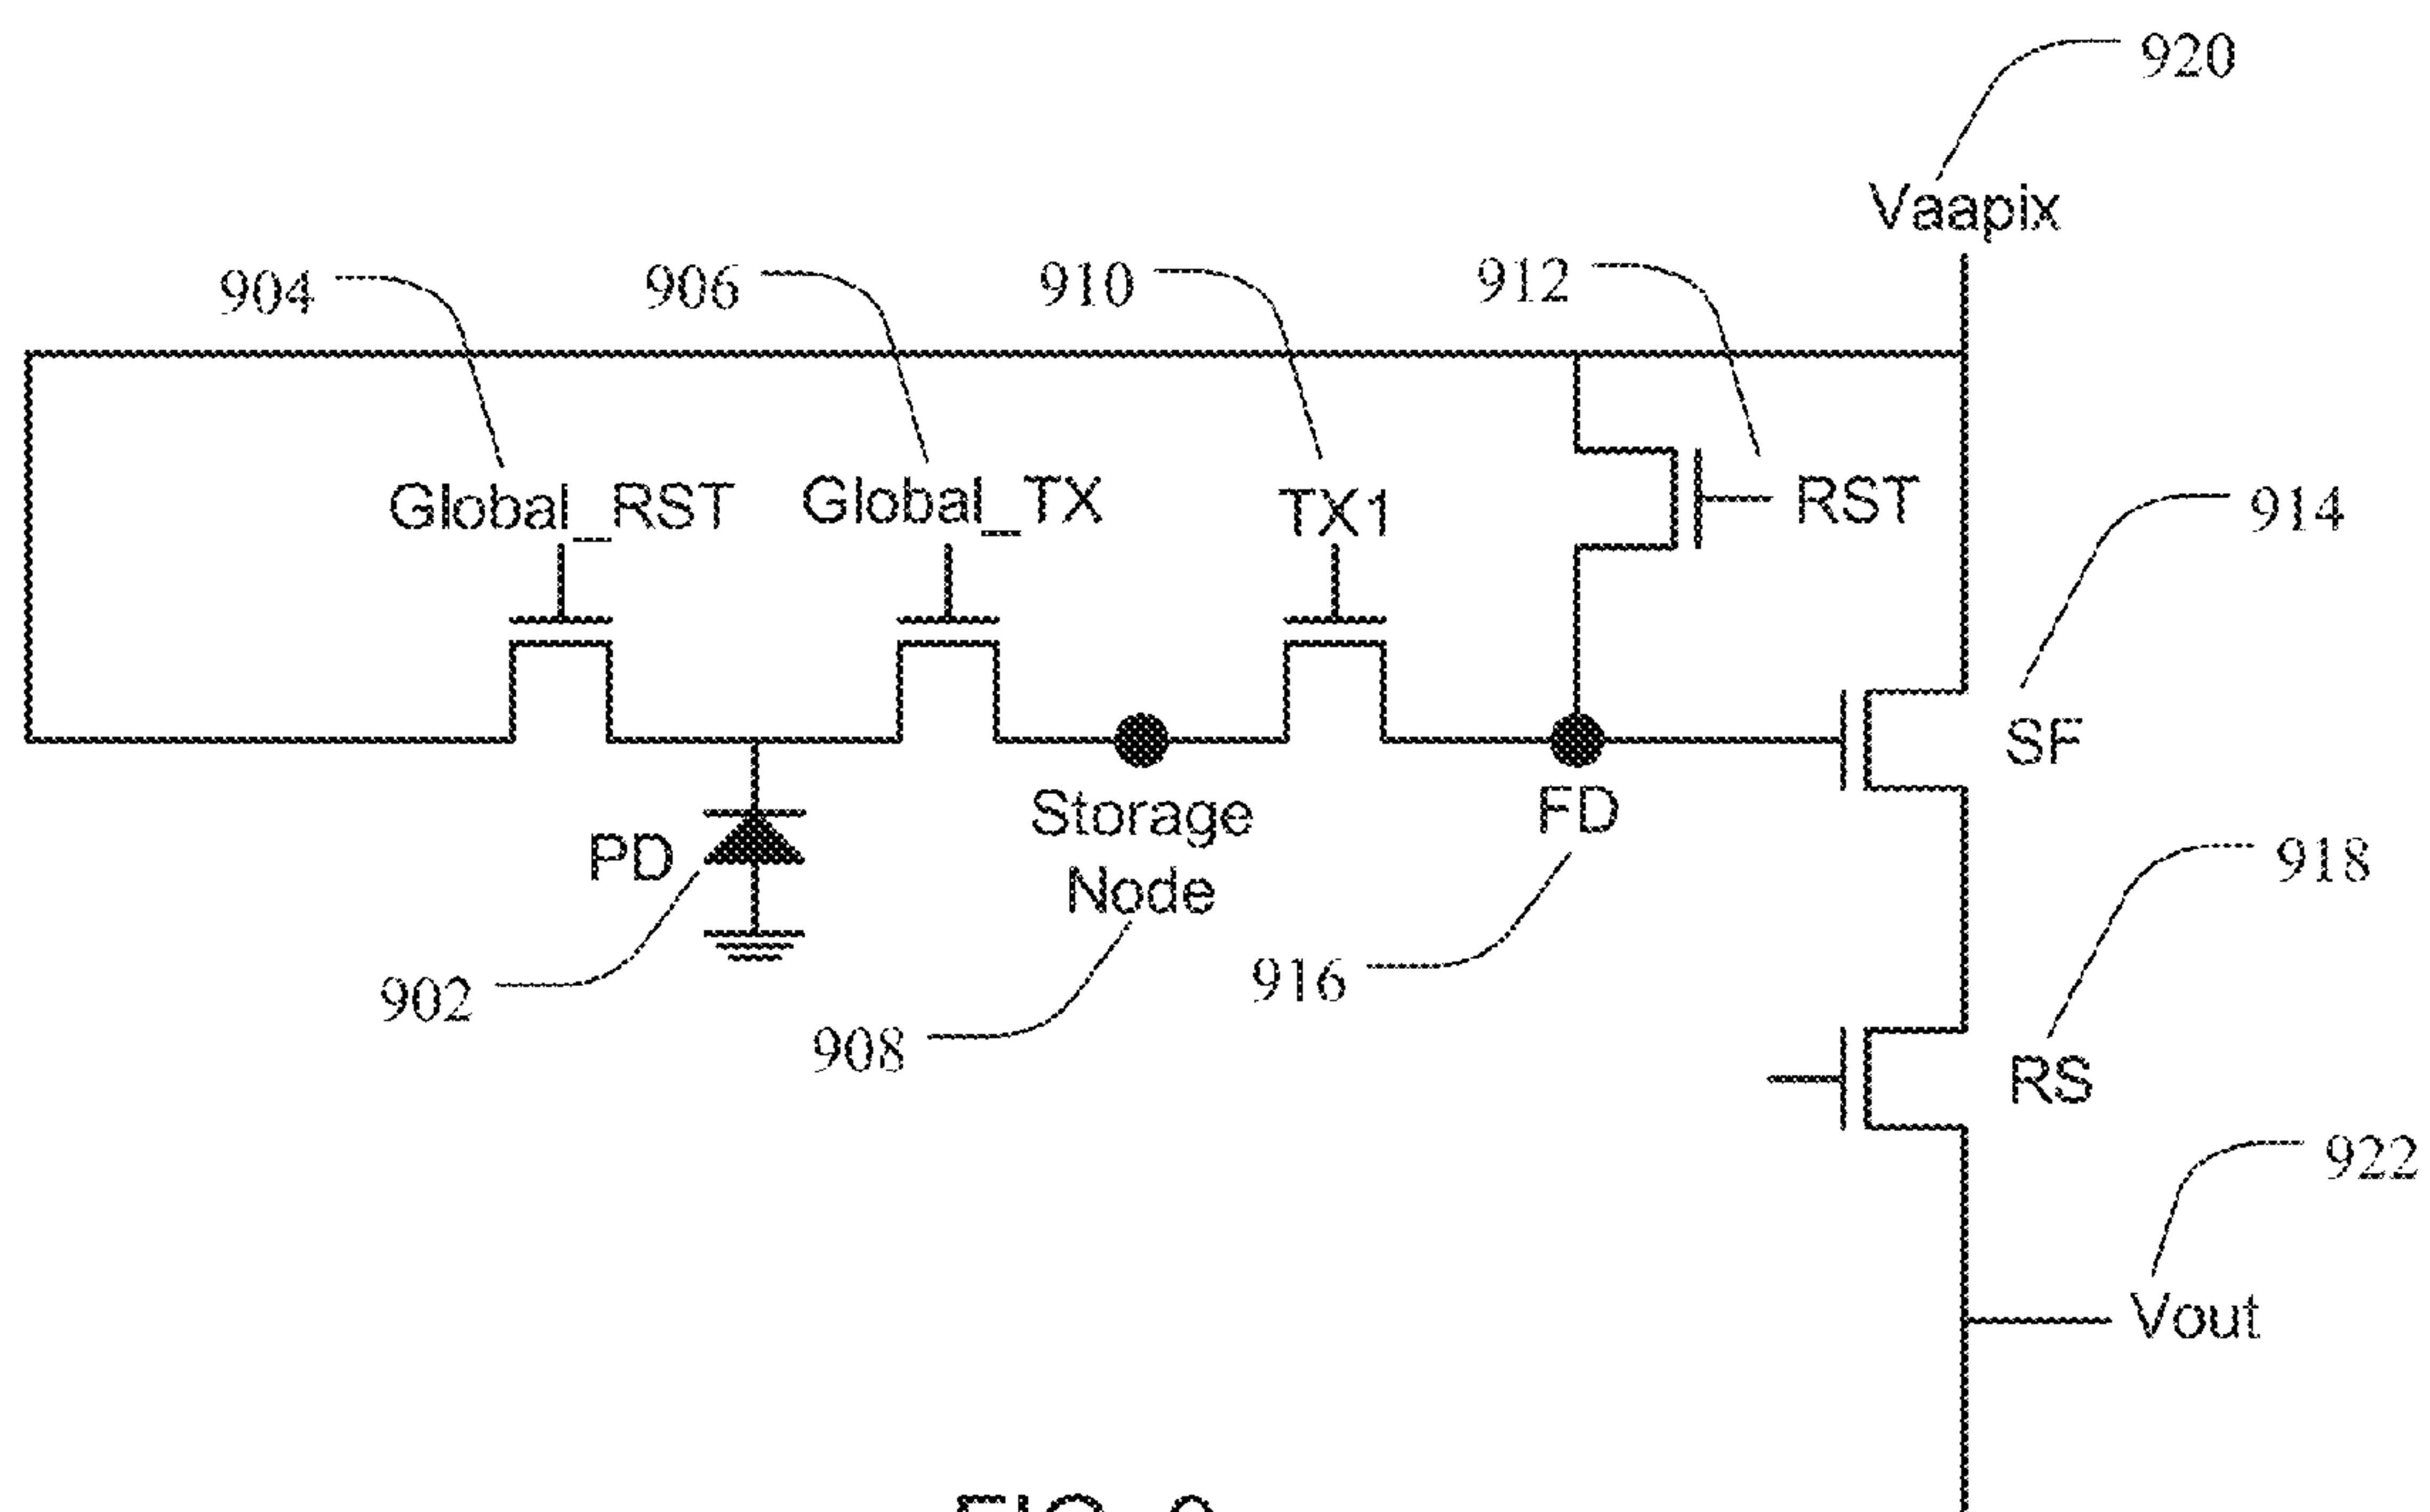 920
Vaapix
904
906
910
912
Global_RST
Global_TX
TX1
RST
914
SF
PD
Storage
Node
FD
918
902
908
916
RS
922
Vout